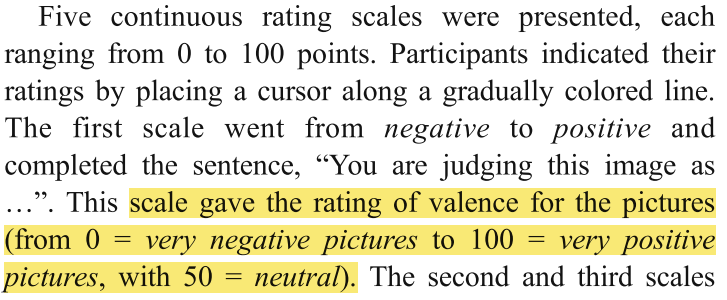 Five continuous rating scales were presented, each
ranging from 0 to 100 points. Participants indicated their
ratings by placing a cursor along a gradually colored line.
The first scale went from negative to positive and
completed the sentence, “You are judging this image as
…”. This scale gave the rating of valence for the pictures
(from 0 = very negative pictures to 100 = very positive
pictures, with 50 = neutral). The second and third scales